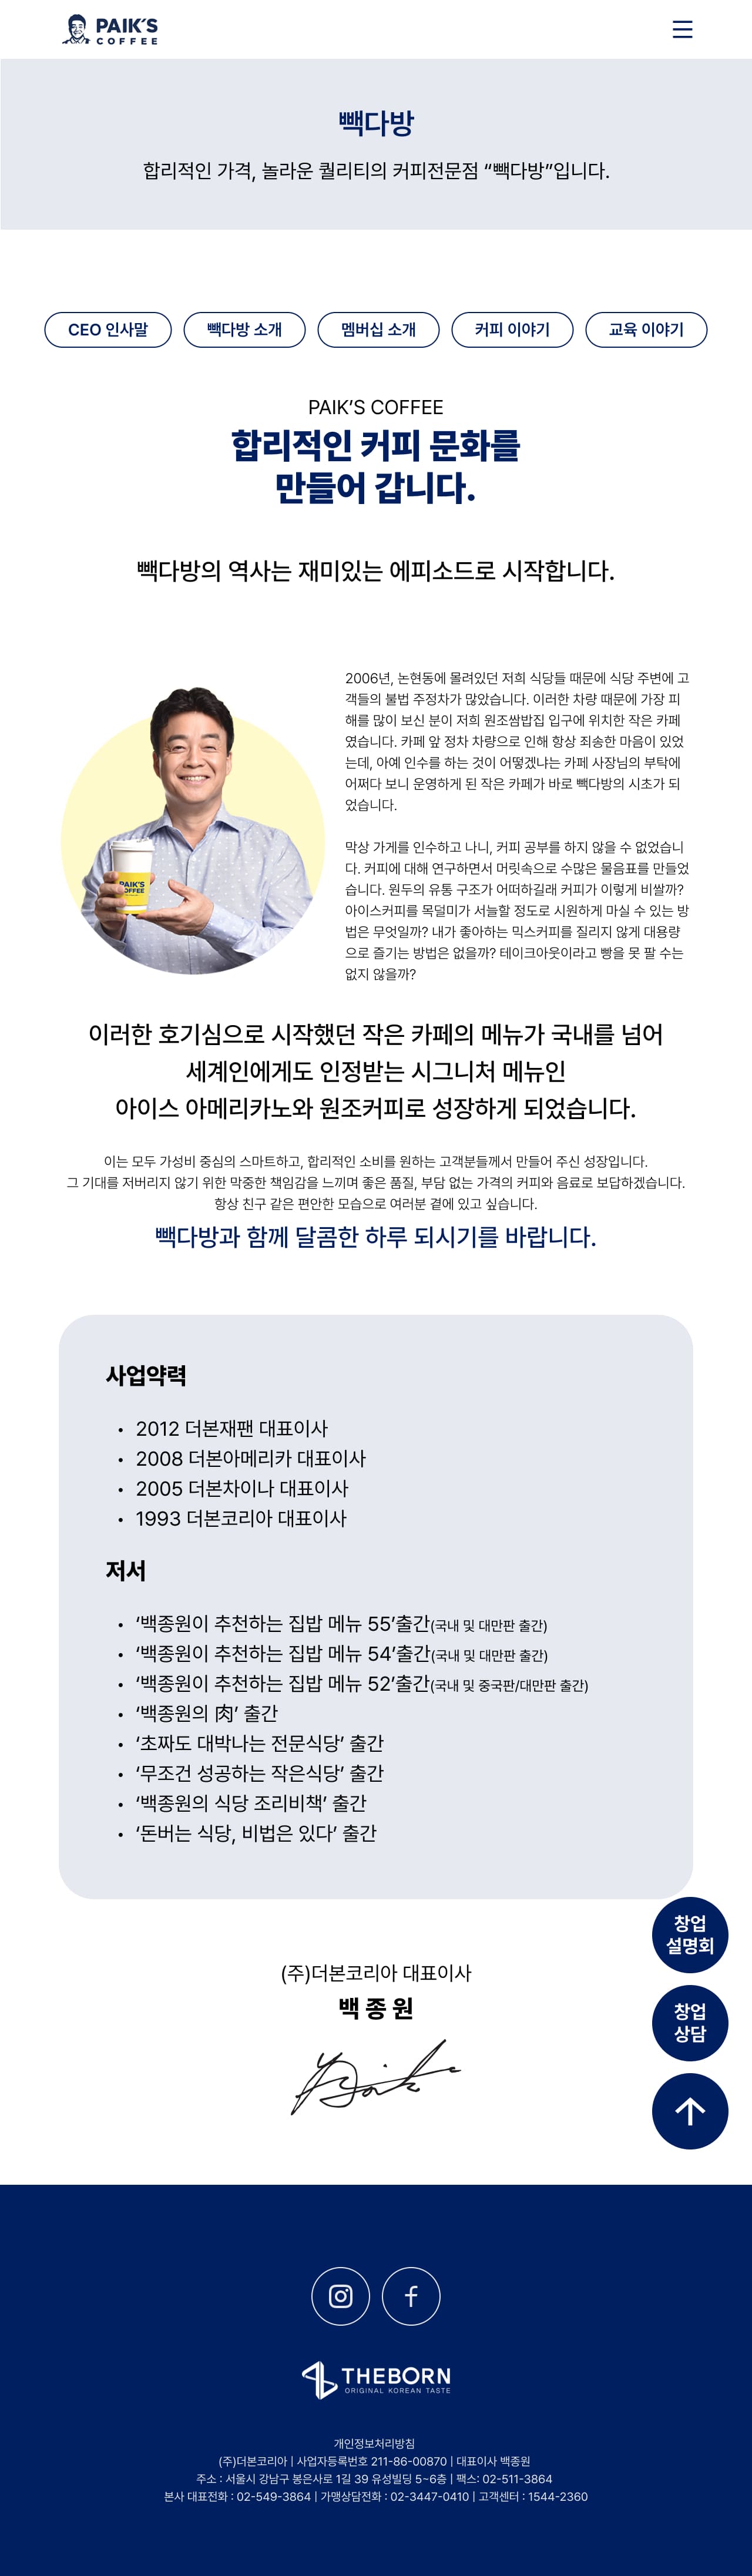 PAIK'S
COFFEE
빽다방
합리적인 가격, 놀라운 퀄리티의 커피전문점 “빽다방”입니다.
CEO 인사말
빽다방 소개
멤버십 소개
커피 이야기
교육 이야기
PAIK’S COFFEE
합리적인 커피 문화를
만들어 갑니다.
빽다방의 역사는 재미있는 에피소드로 시작합니다.
PAIK'S
COFFEE
2006년, 논현동에 몰려있던 저희 식당들 때문에 식당 주변에 고
객들의 불법 주정차가 많았습니다. 이러한 차량 때문에 가장 피
해를 많이 보신 분이 저희 원조쌈밥집 입구에 위치한 작은 카페
였습니다. 카페 앞 정차 차량으로 인해 항상 죄송한 마음이 있었
는데, 아예 인수를 하는 것이 어떻겠냐는 카페 사장님의 부탁에
어쩌다 보니 운영하게 된 작은 카페가 바로 빽다방의 시초가 되
었습니다.
막상 가게를 인수하고 나니, 커피 공부를 하지 않을 수 없었습니
다. 커피에 대해 연구하면서 머릿속으로 수많은 물음표를 만들었
습니다. 원두의 유통 구조가 어떠하길래 커피가 이렇게 비쌀까?
아이스커피를 목덜미가 서늘할 정도로 시원하게 마실 수 있는 방
법은 무엇일까? 내가 좋아하는 믹스커피를 질리지 않게 대용량
으로 즐기는 방법은 없을까? 테이크아웃이라고 빵을 못 팔 수는
없지 않을까?
이러한 호기심으로 시작했던 작은 카페의 메뉴가 국내를 넘어
세계인에게도 인정받는 시그니처 메뉴인
아이스 아메리카노와 원조커피로 성장하게 되었습니다.
이는 모두 가성비 중심의 스마트하고, 합리적인 소비를 원하는 고객분들께서 만들어 주신 성장입니다.
그 기대를 저버리지 않기 위한 막중한 책임감을 느끼며 좋은 품질, 부담 없는 가격의 커피와 음료로 보답하겠습니다.
항상 친구 같은 편안한 모습으로 여러분 곁에 있고 싶습니다.
빽다방과 함께 달콤한 하루 되시기를 바랍니다.
사업약력
• 2012 더본재팬 대표이사
• 2008 더본아메리카 대표이사
• 2005 더본차이나 대표이사
• 1993 더본코리아 대표이사
저서
• ‘백종원이 추천하는 집밥 메뉴 55’출간(국내 및 대만판 출간)
• ‘백종원이 추천하는 집밥 메뉴 54’출간(국내 및 대만판 출간)
• ‘백종원이 추천하는 집밥 메뉴 52’출간(국내 및 중국판/대만판 출간)
• ‘백종원의 肉’ 출간
• ‘초짜도 대박나는 전문식당’ 출간
• ‘무조건 성공하는 작은식당’ 출간
• ‘백종원의 식당 조리비책’ 출간
• ‘돈버는 식당, 비법은 있다’ 출간
창업
설명회
창업
상담
(주)더본코리아 대표이사
백 종 원
THEBORN
ORIGINAL KOREAN TASTE
개인정보처리방침
(주)더본코리아 | 사업자등록번호 211-86-00870 | 대표이사 백종원
주소 : 서울시 강남구 봉은사로 1길 39 유성빌딩 5~6층 | 팩스: 02-511-3864
본사 대표전화 : 02-549-3864 | 가맹상담전화 : 02-3447-0410 | 고객센터 : 1544-2360